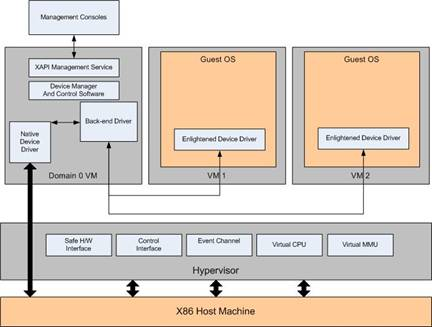 Management Consoles
XAPI Management Service
Device Manager
And Control Software
Back-end Driver
Native
Device
Driver
Domain 0 VM
Guest OS
Enlightened Device Driver
VM 1
Guest OS
Enlightened Device Driver
VM 2
Safe H/W
Interface
Control
Interface
Event Channel
Virtual CPU
Virtual MMU
Hypervisor
X86 Host Machine